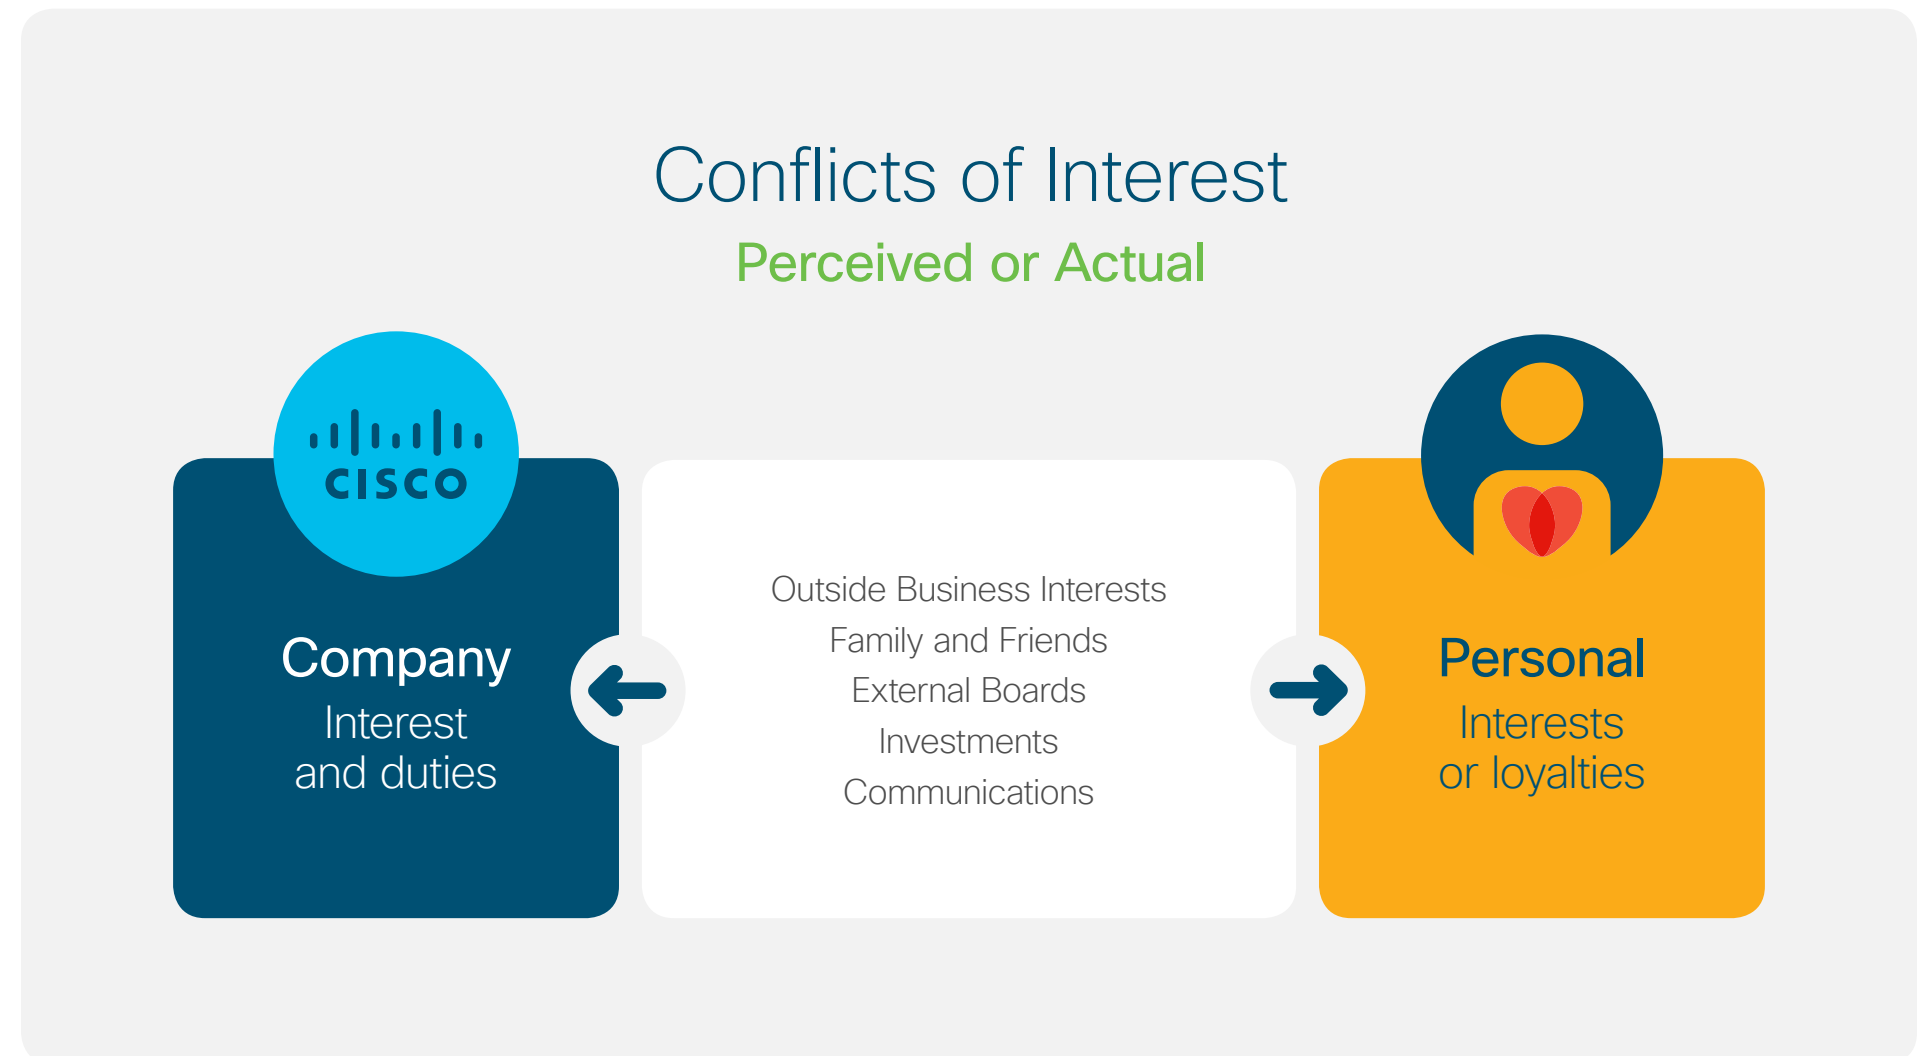 Conflicts of Interest
Perceived or Actual
CISCO
Company
Interest
and duties
Outside Business Interests
Family and Friends
External Boards
Investments
Communications
Personal
Interests
or loyalties